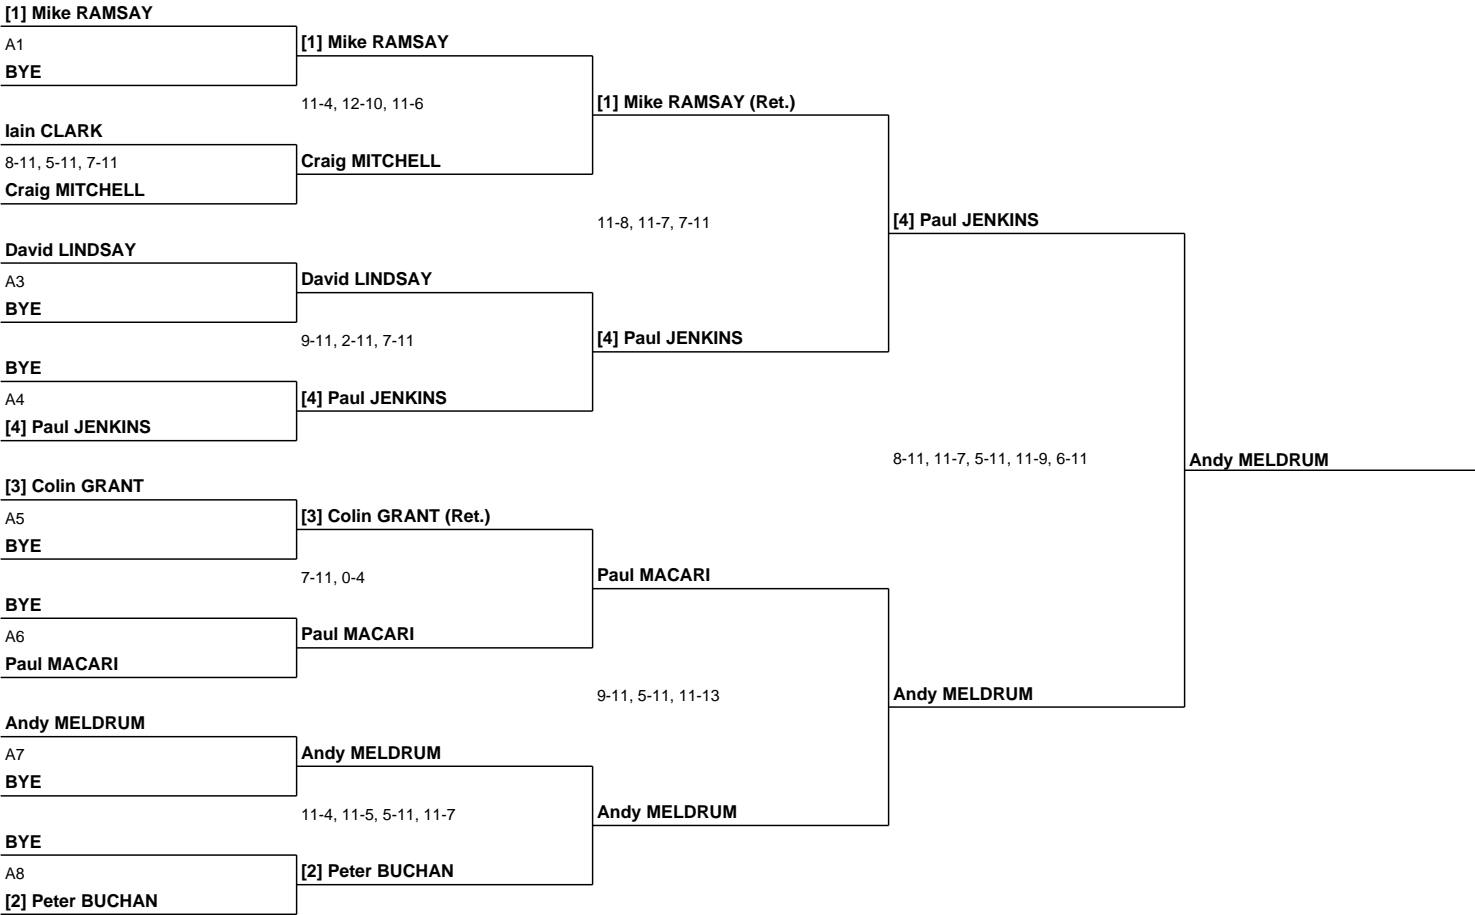 [1] Mike RAMSAY
A1
BYE
[1] Mike RAMSAY
11-4, 12-10, 11-6
Iain CLARK
8-11, 5-11, 7-11
Craig MITCHELL
Craig MITCHELL
[1] Mike RAMSAY (Ret.)
11-8, 11-7, 7-11
David LINDSAY
A3
BYE
David LINDSAY
9-11, 2-11, 7-11
BYE
A4
[4] Paul JENKINS
[4] Paul JENKINS
[4] Paul JENKINS
[4] Paul JENKINS
8-11, 11-7, 5-11, 11-9, 6-11
[3] Colin GRANT
A5
BYE
[3] Colin GRANT (Ret.)
7-11, 0-4
BYE
A6
Paul MACARI
Paul MACARI
Paul MACARI
9-11, 5-11, 11-13
Andy MELDRUM
A7
BYE
Andy MELDRUM
11-4, 11-5, 5-11, 11-7
BYE
A8
[2] Peter BUCHAN
[2] Peter BUCHAN
Andy MELDRUM
Andy MELDRUM
Andy MELDRUM